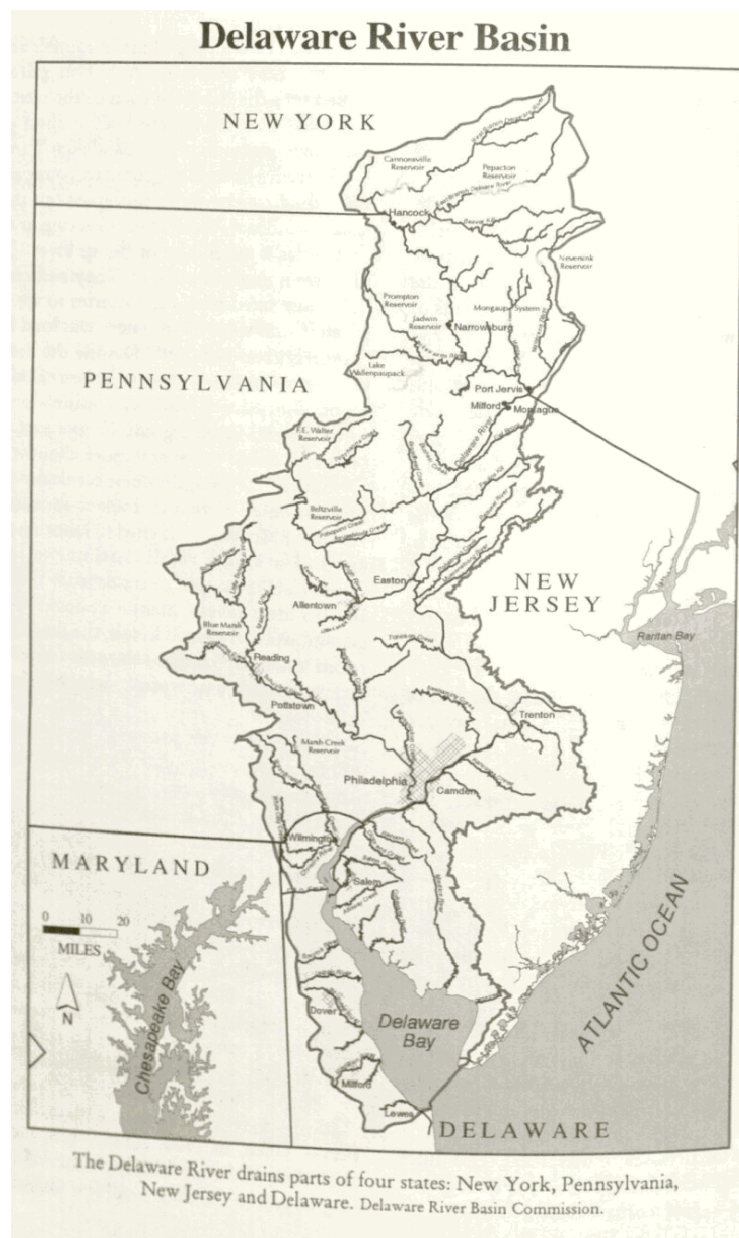 Delaware River Basin
NEW YORK
Cannonsville
Reservoir
Pepacton
Reservoir
Hancock
Beaver Kill
Neversink
Reservoir
Prompton
Reservoir
Mongaup System
Jadwin
Reservoir
Narrowsburg
Lake
Wallenpaupack
PENNSYLVANIA
Port Jervis
Milford
Montague
Delaware River
F.E. Walter
Reservoir
Beltzville
Reservoir
Easton
NEW
JERSEY
Allentown
Blue Marsh
Reservoir
Raritan Bay
Reading
Pottstown
Trenton
Marsh Creek
Reservoir
Philadelphia
Camden
Wilmington
MARYLAND
Salem
0 10 20
MILES
N
Chesapeake Bay
ATLANTIC OCEAN
Dover
Delaware
Bay
Milford
Lewes
DELAWARE
The Delaware River drains parts of four states: New York, Pennsylvania,
New Jersey and Delaware. Delaware River Basin Commission.